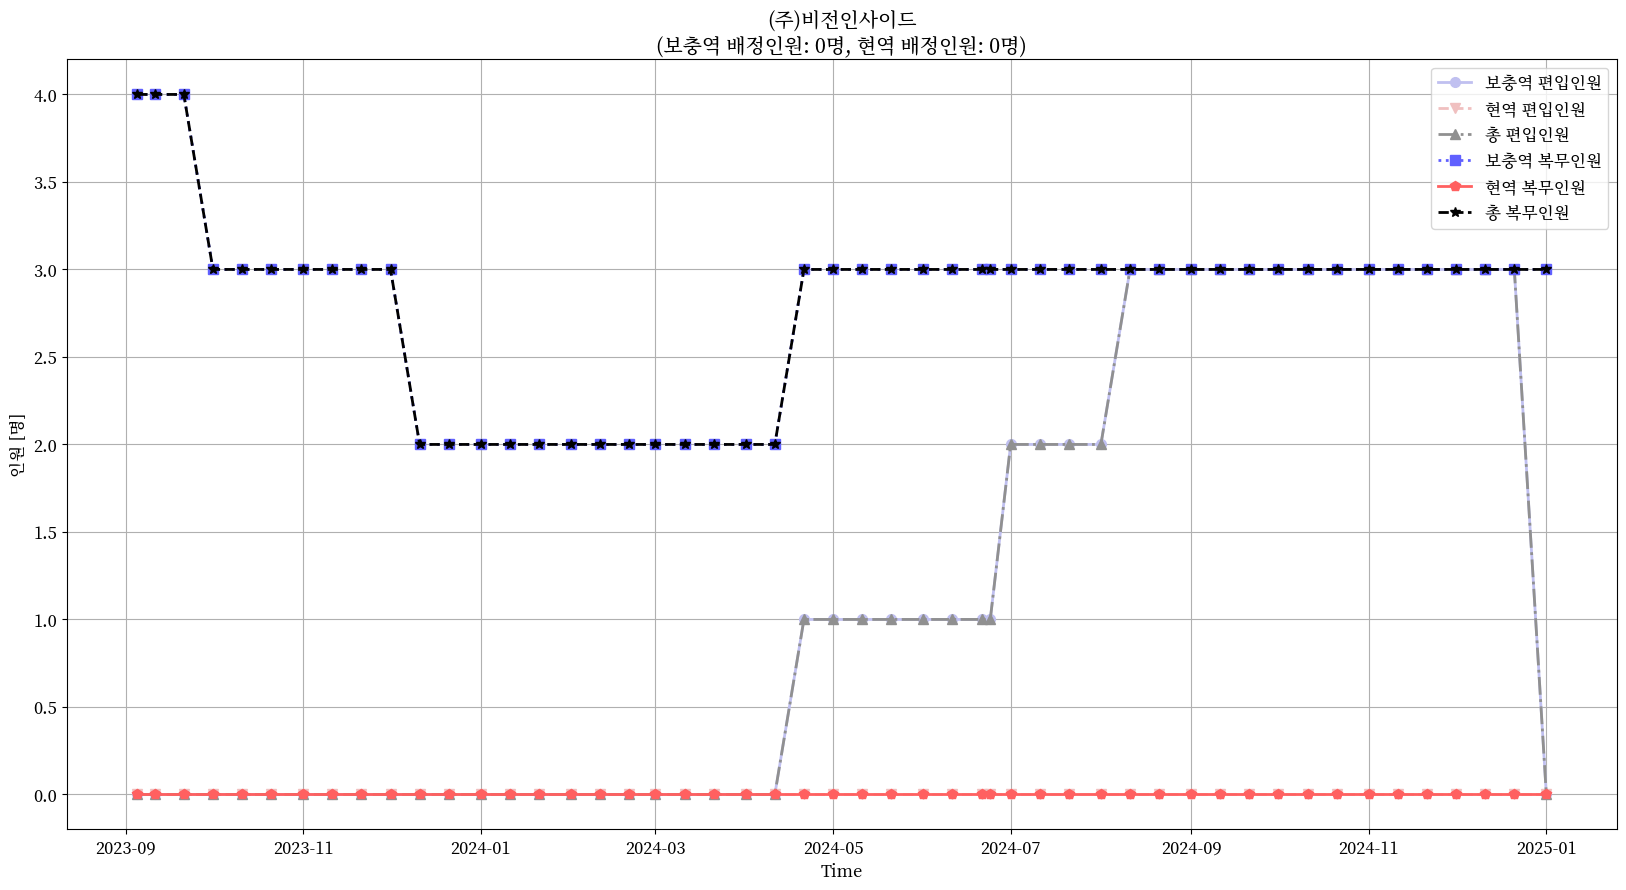 (주)비전인사이드
(보충역 배정인원: 0명, 현역 배정인원: 0명)
보충역 편입인원
현역 편입인원
총 편입인원
보충역 복무인원
현역 복무인원
총 복무인원
인원 [명]
4.0
3.5
3.0
2.5
2.0
1.5
1.0
0.5
0.0
2023-09 2023-11 2024-01 2024-03 2024-05 2024-07 2024-09 2024-11 2025-01
Time